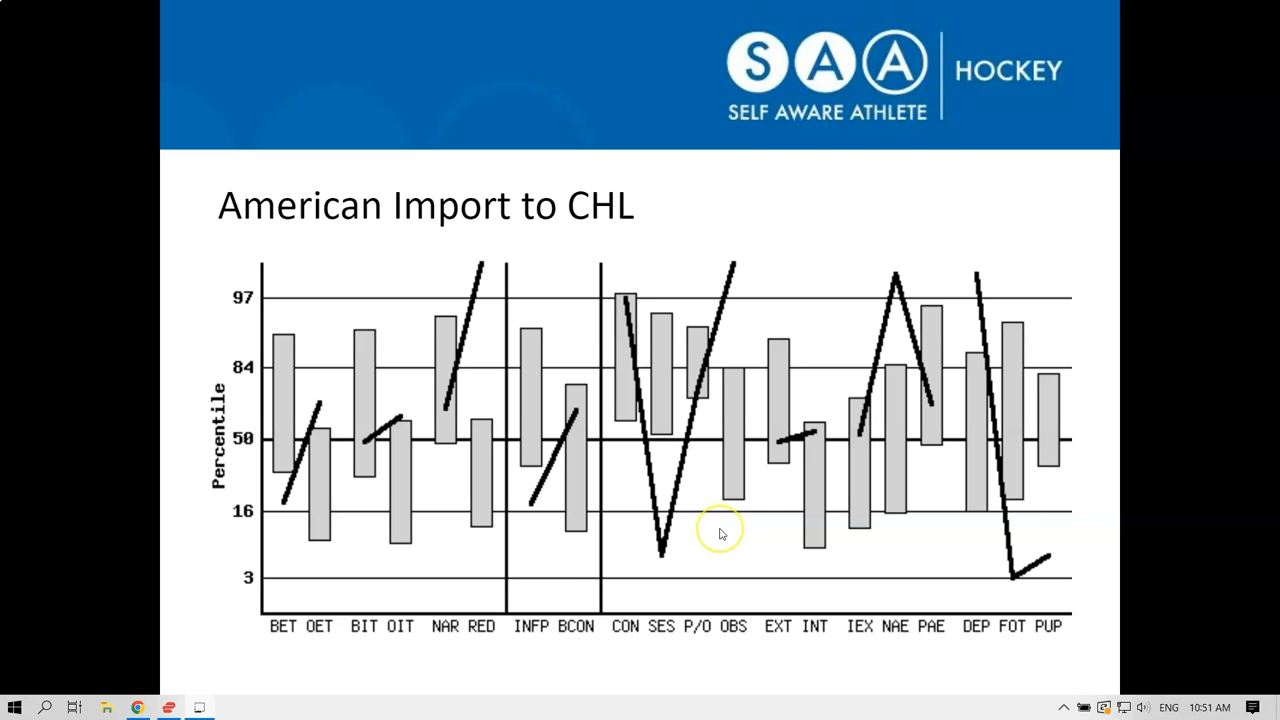 SAA
HOCKEY
SELF AWARE ATHLETE
American Import to CHL
97
84
50
16
3
Percentile
BET OET BIT OIT NAR RED INFP BCON CON SES P/O OBS EXT INT IEX NAE PAE DEP FOT PUP
ENG 10:51 AM